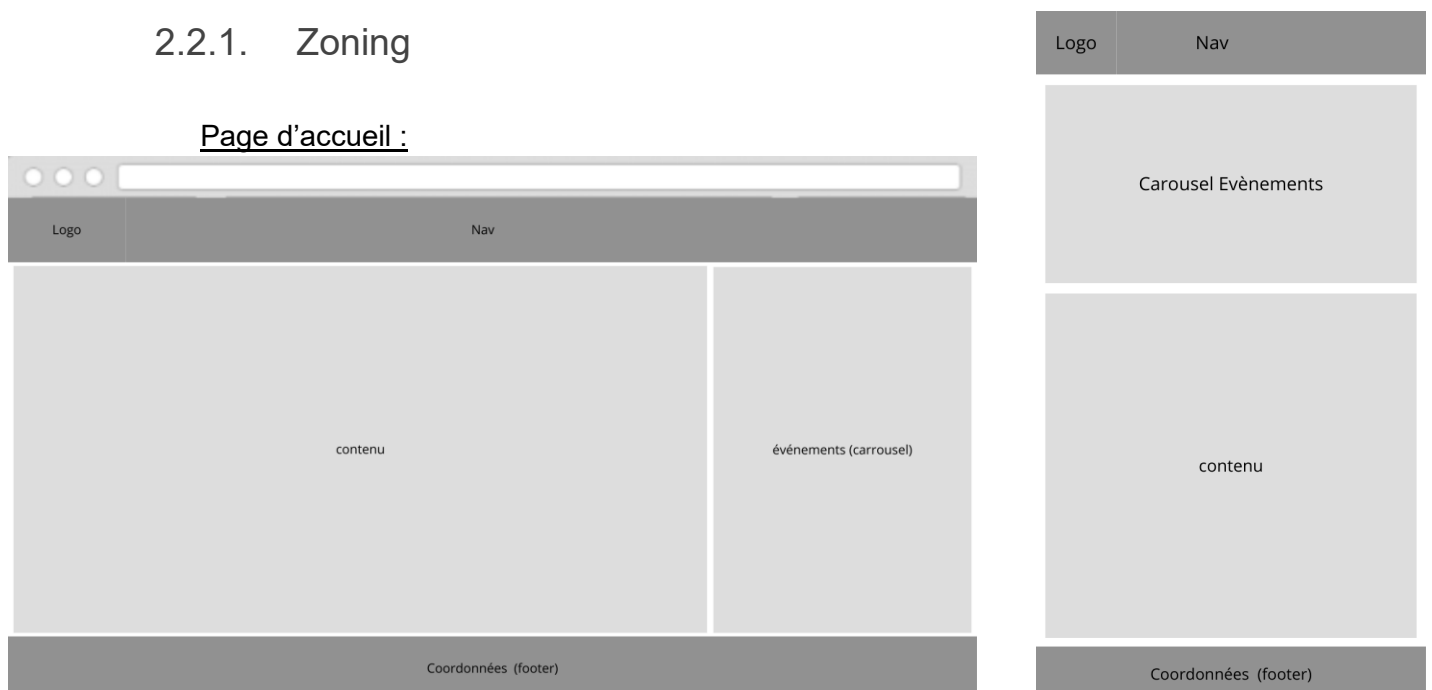 2.2.1. Zoning
Page d'accueil :
Logo
Nav
contenu
événements (carrousel)
Coordonnées (footer)
Logo
Nav
Carousel Evènements
contenu
Coordonnées (footer)